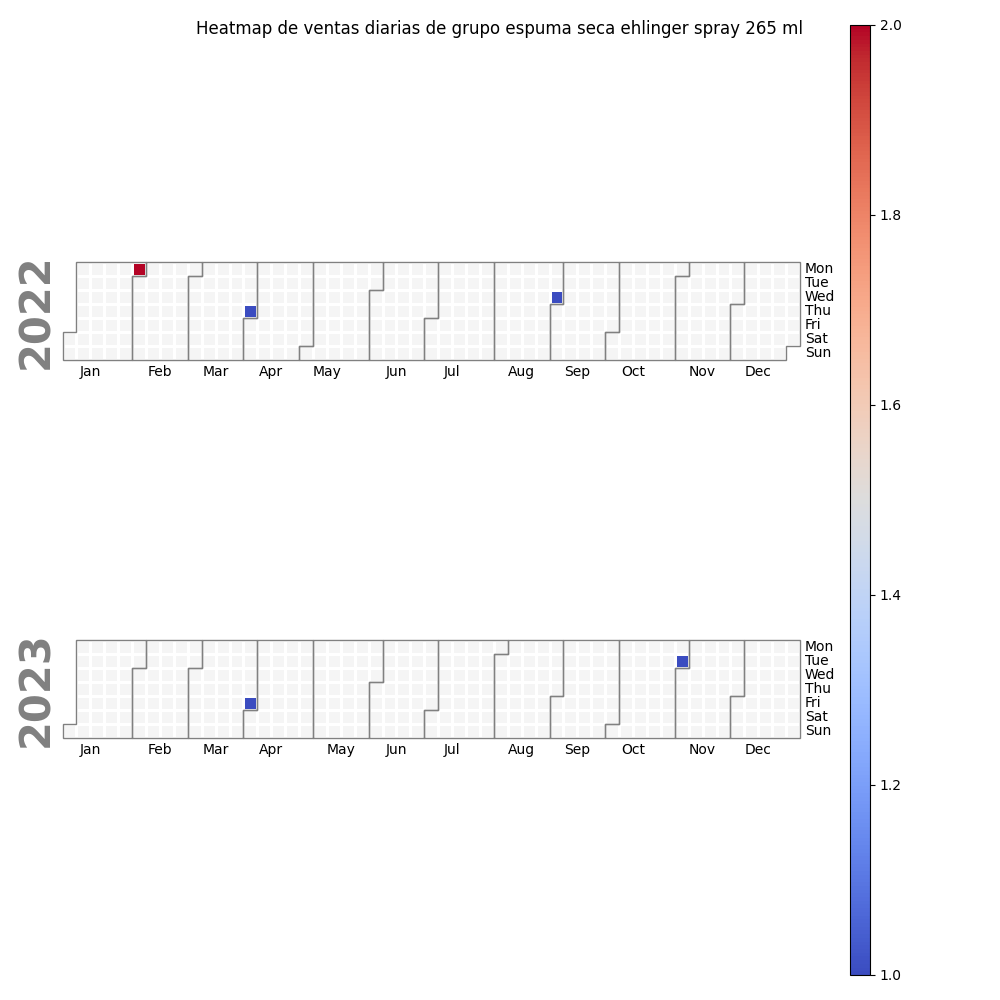 Heatmap de ventas diarias de grupo espuma seca ehlinger spray 265 ml
2022
Mon
Tue
Wed
Thu
Fri
Sat
Sun
Jan Feb Mar Apr May Jun Jul Aug Sep Oct Nov Dec
2023
Mon
Tue
Wed
Thu
Fri
Sat
Sun
Jan Feb Mar Apr May Jun Jul Aug Sep Oct Nov Dec
2.0
1.8
1.6
1.4
1.2
1.0